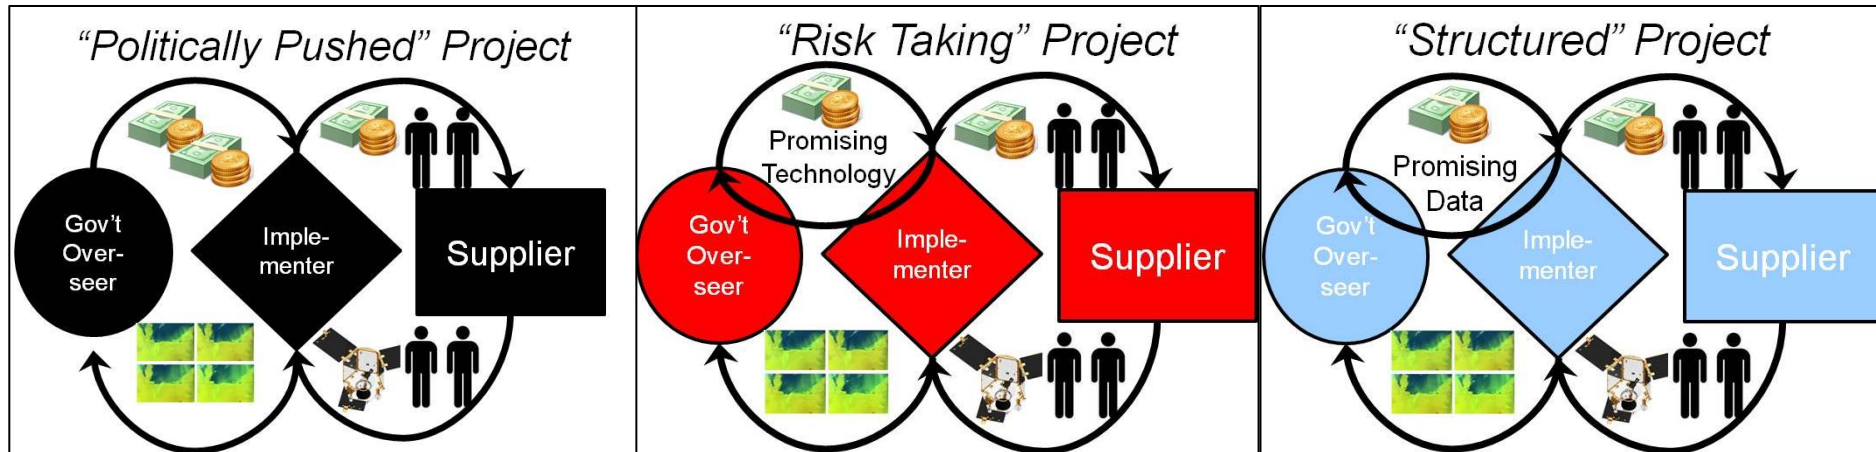 “Politically Pushed” Project
Gov’t
Over-
seer
Imple-
menter
Supplier
“Risk Taking” Project
Promising
Technology
Gov’t
Over-
seer
Imple-
menter
Supplier
“Structured” Project
Promising
Data
Gov’t
Over-
seer
Imple-
menter
Supplier